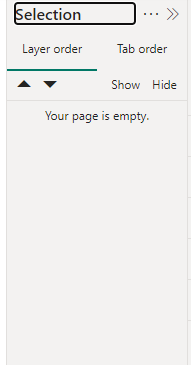 Selection
Layer order Tab order
Show Hide
Your page is empty.